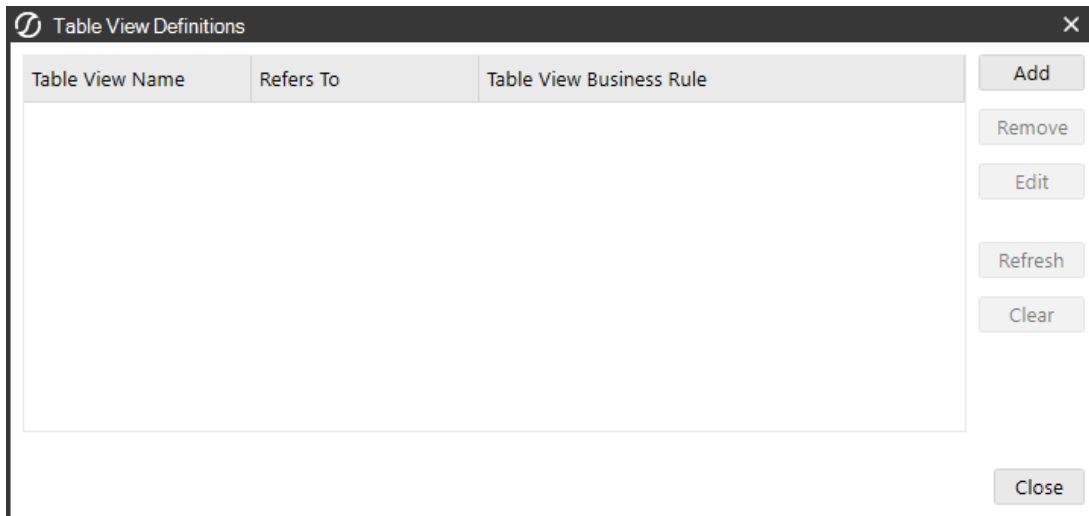 Table View Definitions
Table View Name Refers To Table View Business Rule
Add
Remove
Edit
Refresh
Clear
Close